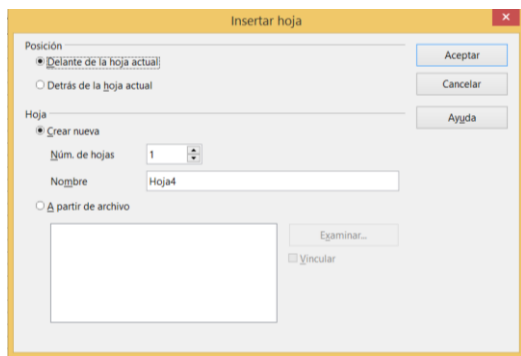 Insertar hoja
Posición
Delante de la hoja actual
Detrás de la hoja actual
Aceptar
Cancelar
Ayuda
Hoja
Crear nueva
Núm. de hojas 1
Nombre Hoja4
A partir de archivo
Examinar...
Vincular